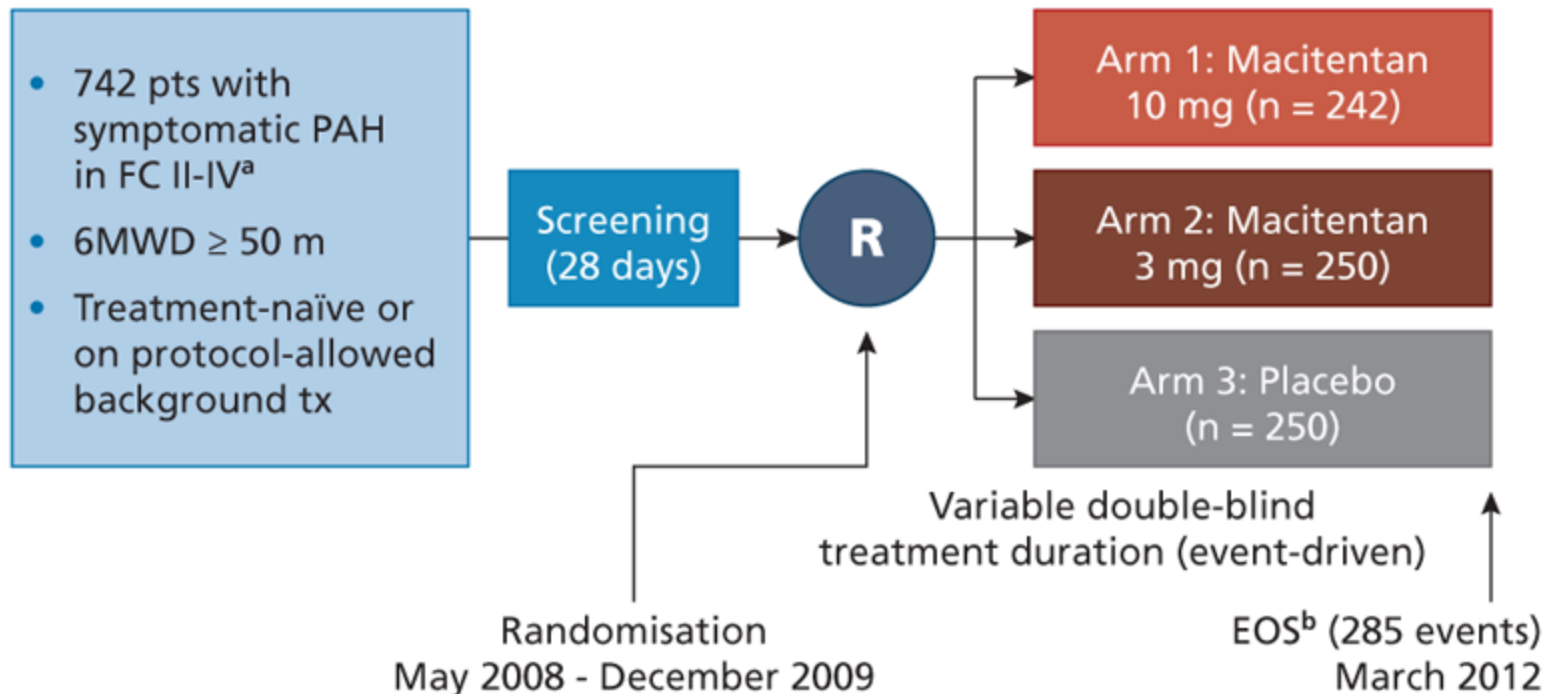 • 742 pts with
symptomatic PAH
in FC II-IVᵃ
• 6MWD ≥ 50 m
• Treatment-naïve or
on protocol-allowed
background tx
Screening
(28 days)
R
Arm 1: Macitentan
10 mg (n = 242)
Arm 2: Macitentan
3 mg (n = 250)
Arm 3: Placebo
(n = 250)
Variable double-blind
treatment duration (event-driven)
Randomisation
May 2008 - December 2009
EOSᵇ (285 events)
March 2012